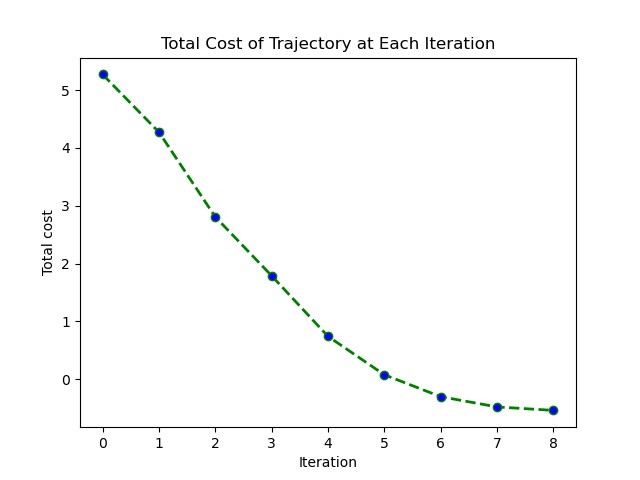 Total Cost of Trajectory at Each Iteration
Total cost
5
4
3
2
1
0
0 1 2 3 4 5 6 7 8
Iteration